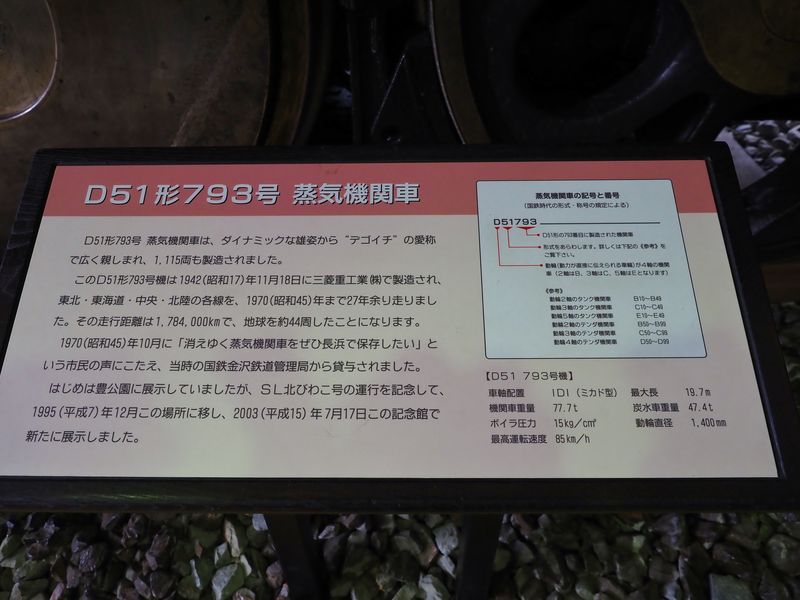 D51形793号 蒸気機関車
D51形793号 蒸気機関車は、ダイナミックな雄姿から“デゴイチ”の愛称
で広く親しまれ、1,115両も製造されました。
このD51形793号機は1942(昭和17)年11月18日に三菱重工業㈱で製造され、
東北・東海道・中央・北陸の各線を、1970(昭和45)年まで27年余り走りまし
た。その走行距離は1,784,000kmで、地球を約44周したことになります。
1970(昭和45)年10月に「消えゆく蒸気機関車をぜひ長浜で保存したい」と
いう市民の声にこたえ、当時の国鉄金沢鉄道管理局から貸与されました。
はじめは豊公園に展示していましたが、SL北びわこ号の運行を記念して、
1995(平成7)年12月この場所に移し、2003(平成15)年7月17日この記念館で
新たに展示しました。
蒸気機関車の記号と番号
(国鉄時代の形式・称号の規定による)
D51793
D51形の793番目に製造された機関車
形式をあらわします。詳しくは下記の《参考》を
ご覧下さい。
動輪(動力が直接に伝えられる車輪)が4軸の機関
車(2軸はB、3軸はC、5軸はEとなります)
《参考》
動輪2軸のタンク機関車 B10~B49
動輪3軸のタンク機関車 C10~C49
動輪5軸のタンク機関車 E10~E49
動輪2軸のテンダ機関車 B50~B99
動輪3軸のテンダ機関車 C50~C99
動輪4軸のテンダ機関車 D50~D99
【D51 793号機】
車軸配置 1D1(ミカド型) 最大長 19.7m
機関車重量 77.7t 炭水車重量 47.4t
ボイラ圧力 15kg/c㎡ 動輪直径 1,400mm
最高運転速度 85km/h